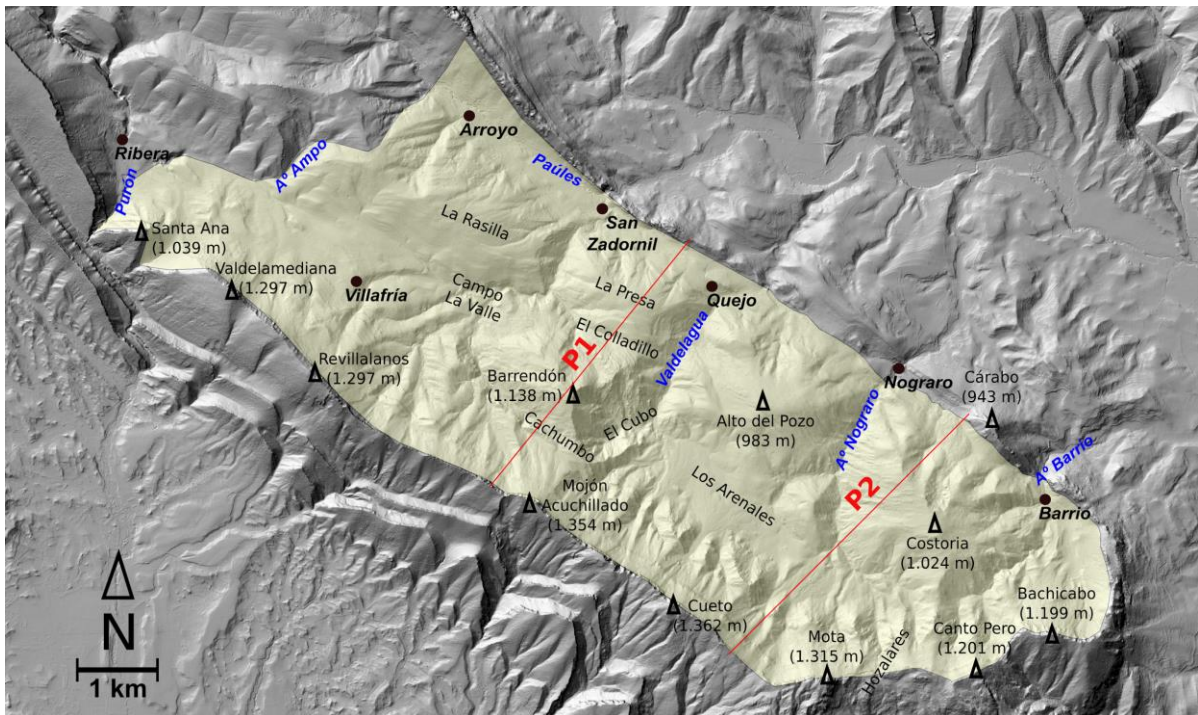 Arroyo
Ribera
Aº Ampo
Paúles
Purón
Santa Ana
(1.039 m)
La Rasilla
San
Zadornil
Valdelamediana
(1.297 m)
Villafría
Campo
La Valle
La Presa
Quejo
El Colladillo
P1
Valdelagua
Revillalanos
(1.297 m)
Barrendón
(1.138 m)
Nograro
Cárabo
(943 m)
Cachumbo
El Cubo
Alto del Pozo
(983 m)
Aº Nograro
Aº Barrio
Mojón
Acuchillado
(1.354 m)
Los Arenales
P2
Barrio
Costoria
(1.024 m)
N
1 km
Cueto
(1.362 m)
Mota
(1.315 m)
Hozalares
Canto Pero
(1.201 m)
Bachicabo
(1.199 m)